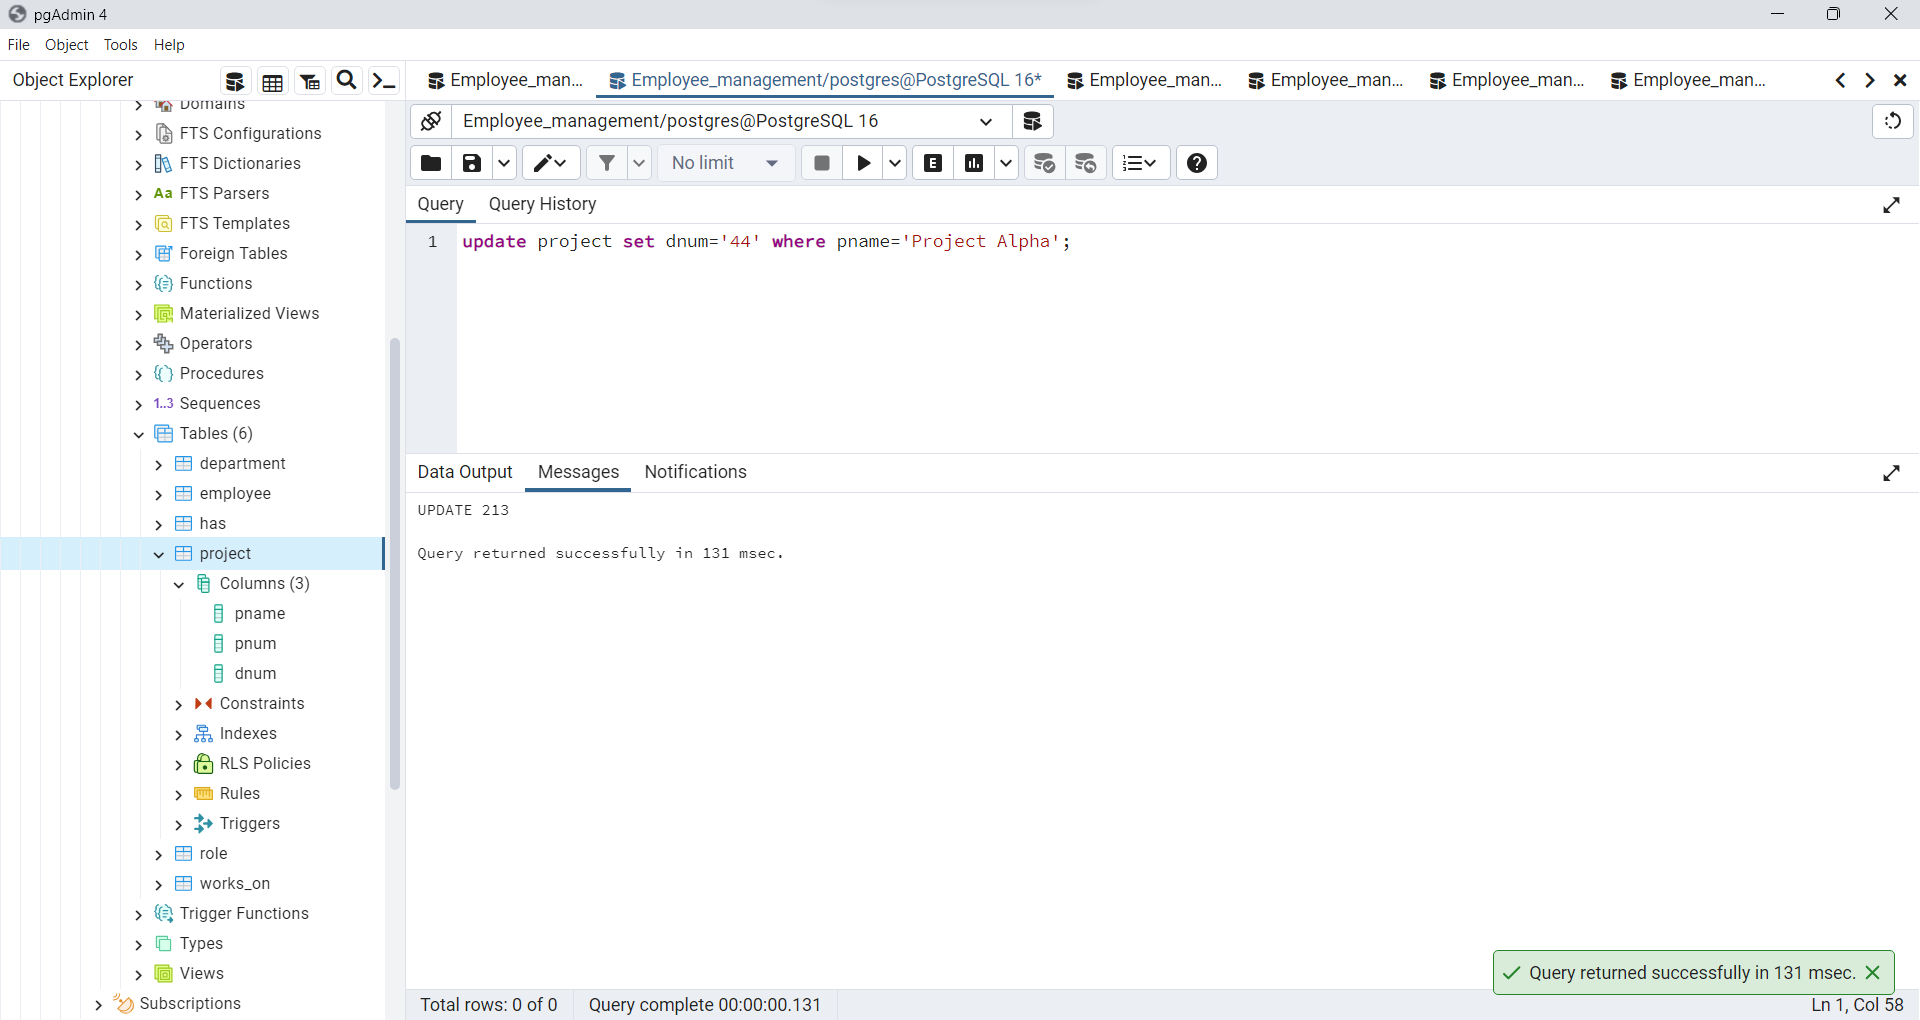 pgAdmin 4
File Object Tools Help
Object Explorer
Employee_man...
Employee_management/postgres@PostgreSQL 16*
Employee_man...
Employee_man...
Employee_man...
Employee_man...
Employee_management/postgres@PostgreSQL 16
No limit
E
Query Query History
1 update project set dnum='44' where pname='Project Alpha';
Data Output Messages Notifications
UPDATE 213
Query returned successfully in 131 msec.
Domains
FTS Configurations
FTS Dictionaries
Aa FTS Parsers
FTS Templates
Foreign Tables
Functions
Materialized Views
Operators
Procedures
1..3 Sequences
Tables (6)
department
employee
has
project
Columns (3)
pname
pnum
dnum
Constraints
Indexes
RLS Policies
Rules
Triggers
role
works_on
Trigger Functions
Types
Views
Subscriptions
Query returned successfully in 131 msec.
Total rows: 0 of 0 Query complete 00:00:00.131 Ln 1, Col 58